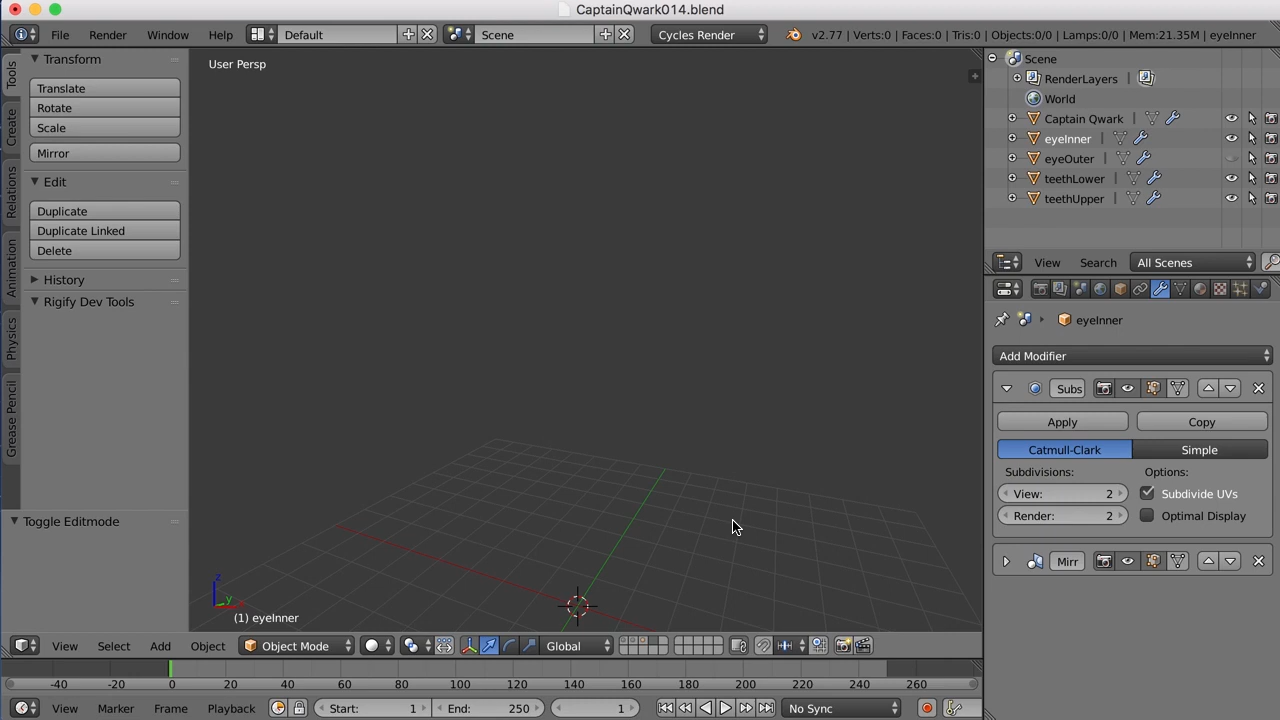 CaptainQwark014.blend
File Render Window Help Default Scene Cycles Render v2.77 | Verts:0 | Faces:0 | Tris:0 | Objects:0/0 | Lamps:0/0 | Mem:21.35M | eyeInner
Tools
Create
Relations
Animation
Physics
Grease Pencil
Transform
Translate
Rotate
Scale
Mirror
Edit
Duplicate
Duplicate Linked
Delete
History
Rigify Dev Tools
Toggle Editmode
User Persp
z
y
(1) eyeInner
View Select Add Object Object Mode Global
-40 -20 0 20 40 60 80 100 120 140 160 180 200 220 240 260
View Marker Frame Playback Start: 1 End: 250 1 No Sync
Scene
RenderLayers |
World
Captain Qwark |
eyeInner |
eyeOuter |
teethLower |
teethUpper |
View Search All Scenes
eyeInner
Add Modifier
Subs
Apply Copy
Catmull-Clark Simple
Subdivisions: Options:
View: 2 Subdivide UVs
Render: 2 Optimal Display
Mirr